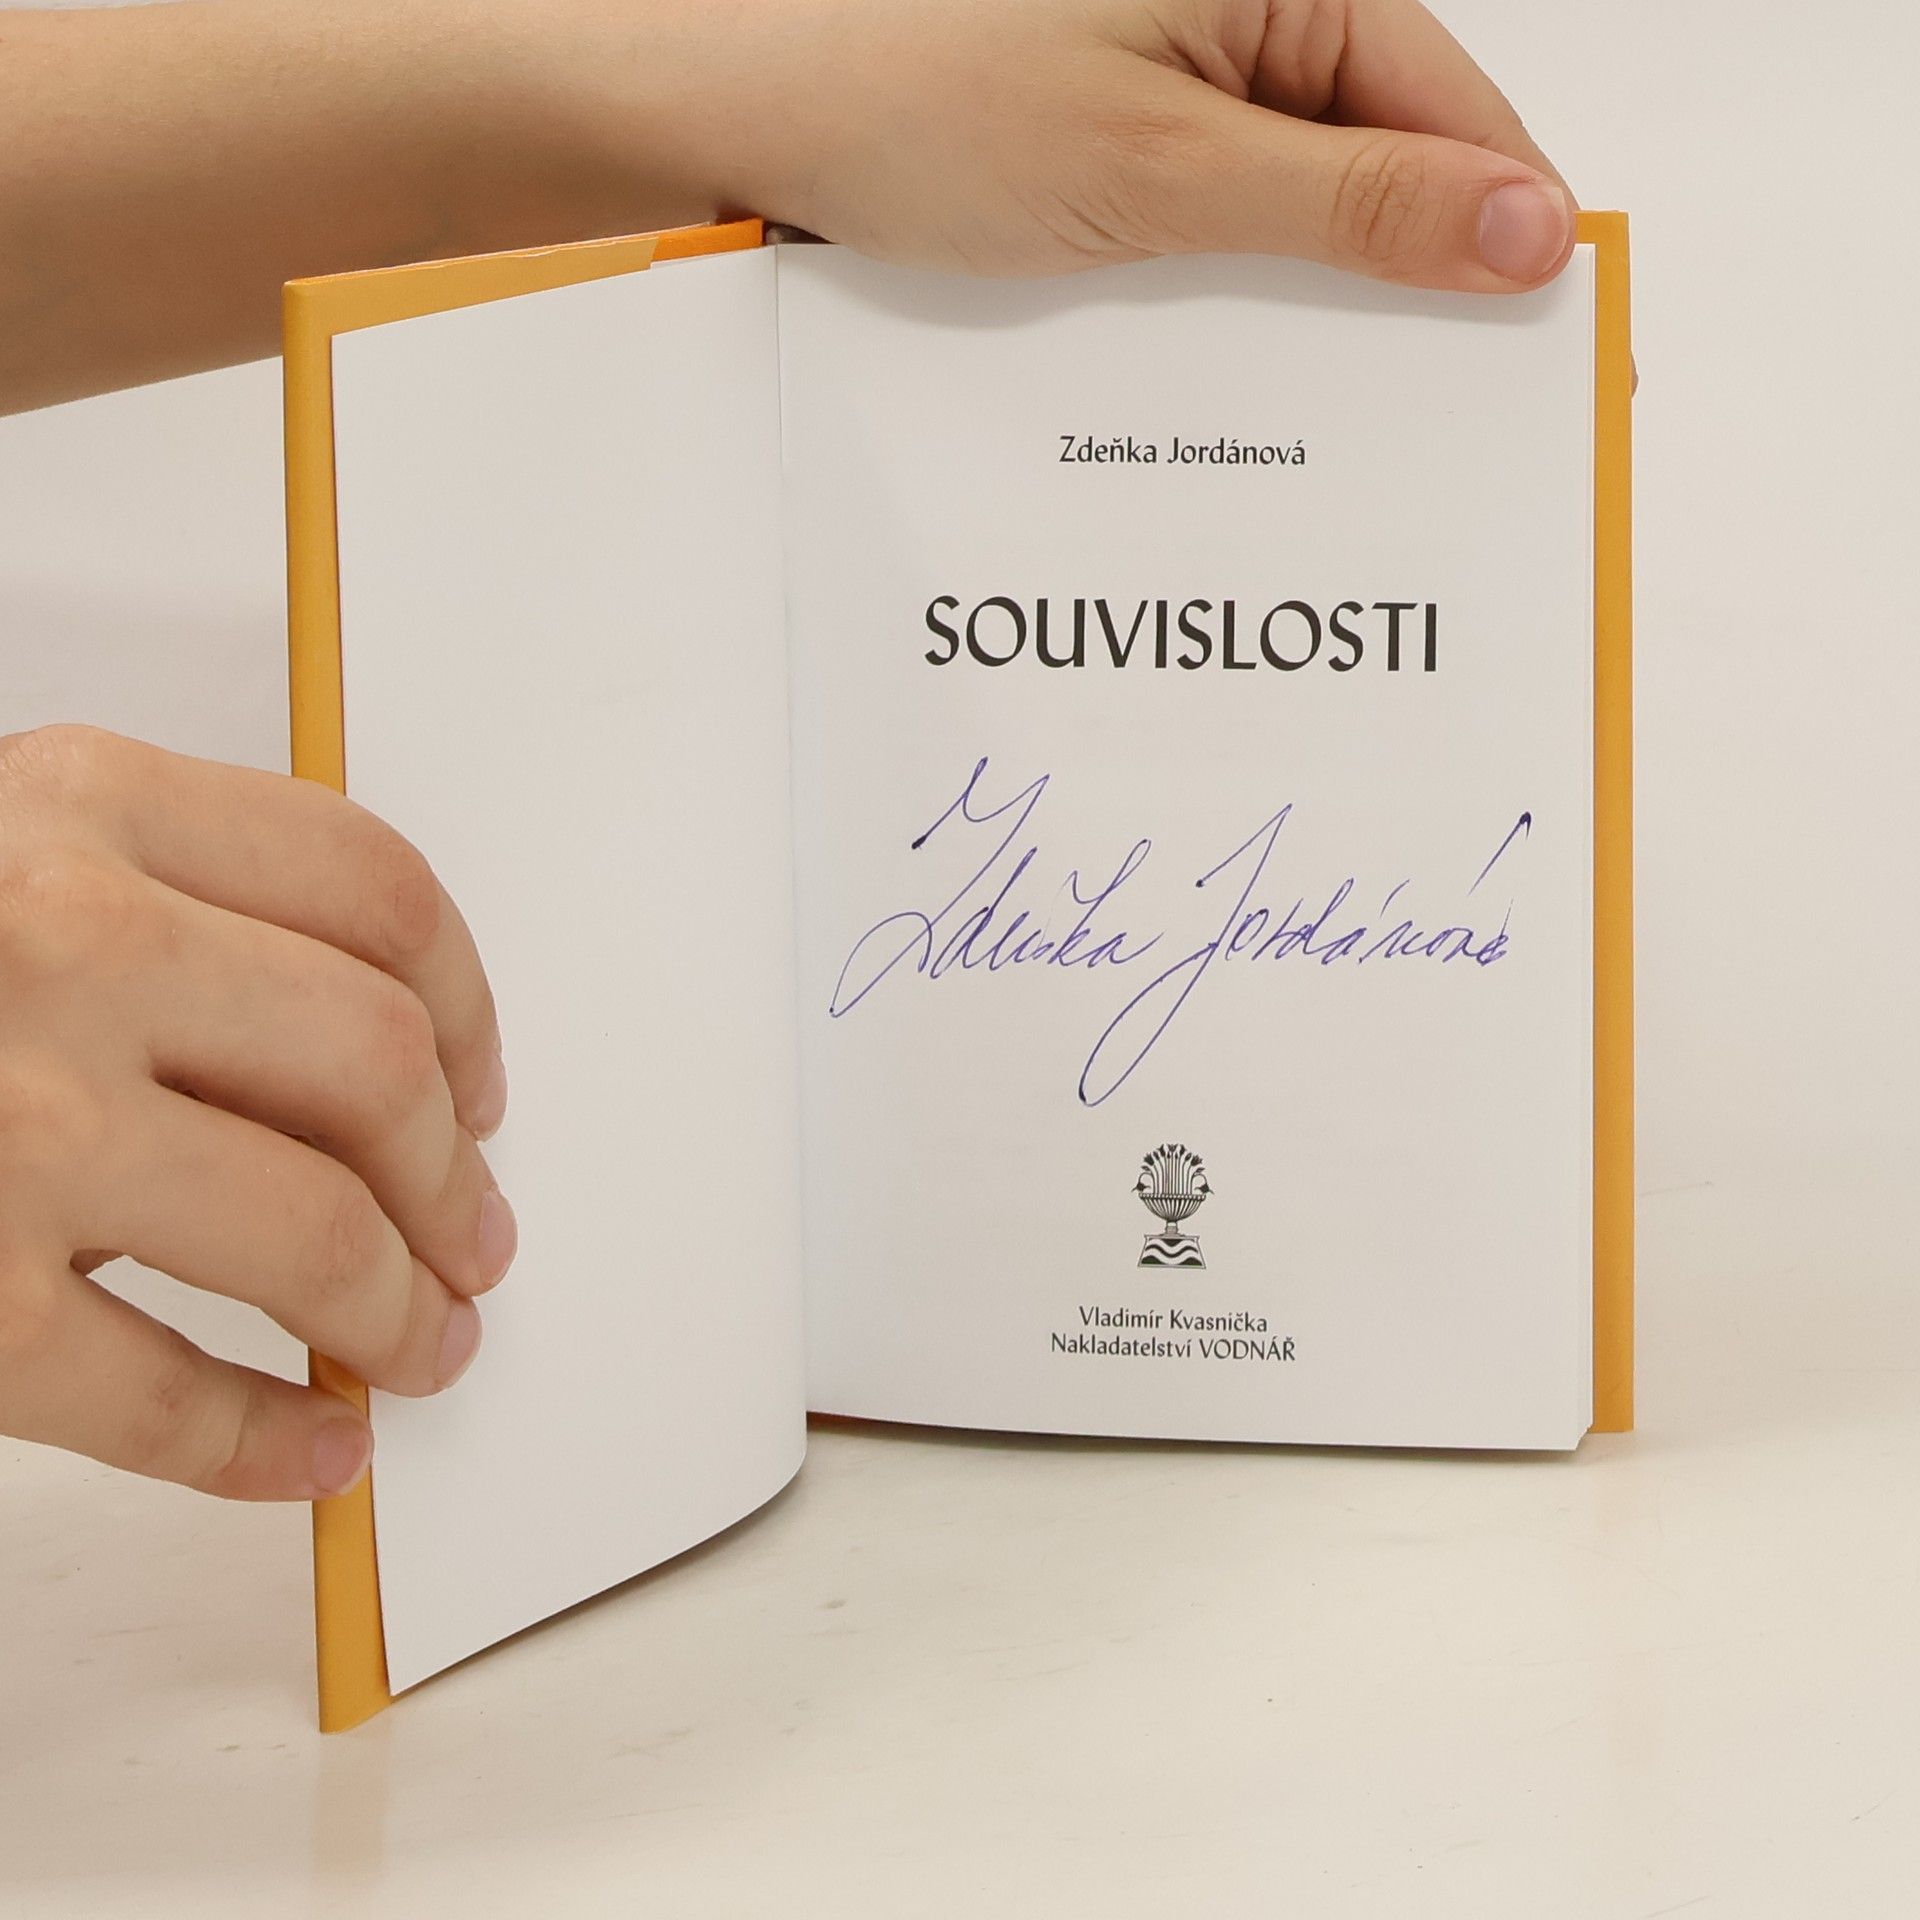 Zdeňka Jordánová
SOUVISLOSTI
Zdeňka Jordánová
Vladimír Kvasnička
Nakladatelství VODNÁŘ